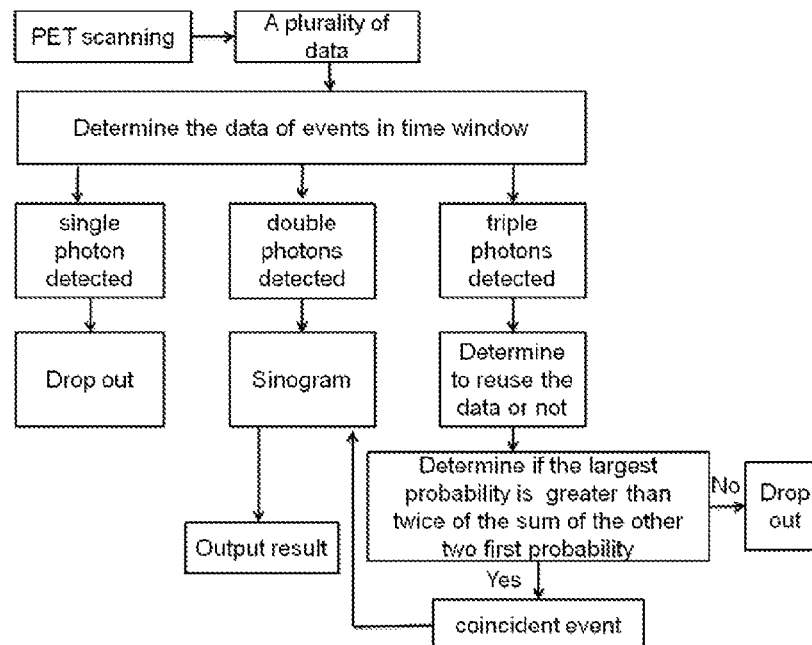 PET scanning
A plurality of
data
Determine the data of events in time window
single
photon
detected
double
photons
detected
triple
photons
detected
Drop out
Sinogram
Determine
to reuse the
data or not
Determine if the largest
probability is greater than
twice of the sum of the other
two first probability
No
Drop
out
Output result
Yes
coincident event